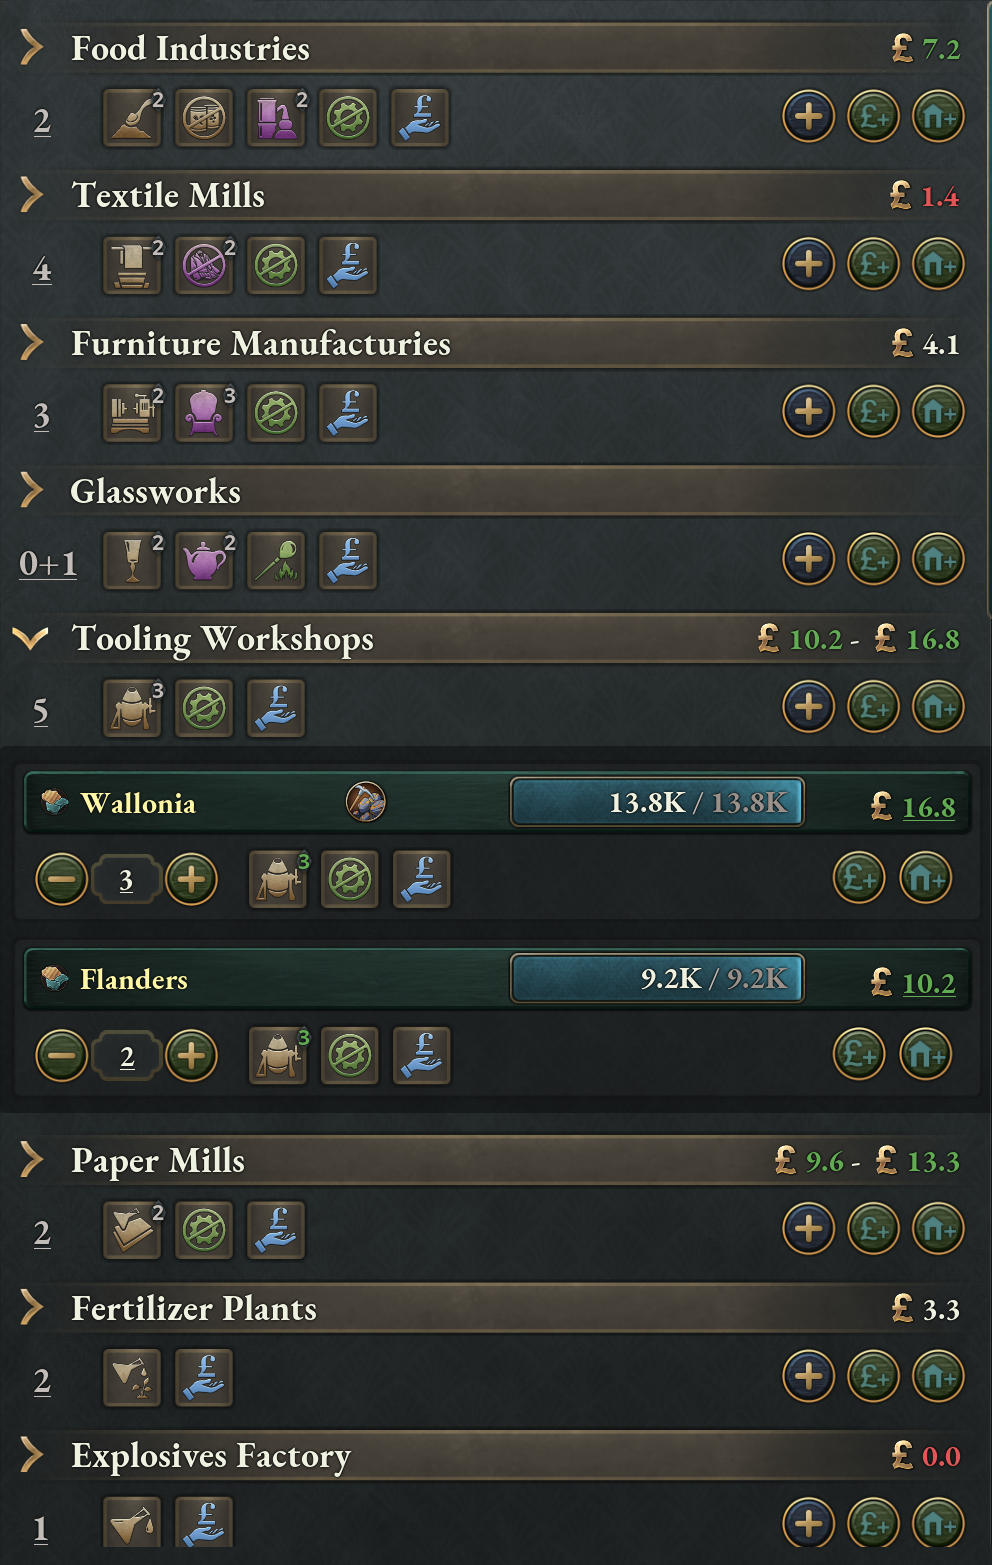 Food Industries £ 7.2
2 2 2 £ £+ +
Textile Mills £ 1.4
4 2 2 £ £+ +
Furniture Manufacturies £ 4.1
3 2 3 £ £+ +
Glassworks
0+1 2 2 £ £+ +
Tooling Workshops £ 10.2 - £ 16.8
5 3 £ £+ +
Wallonia 13.8K / 13.8K £ 16.8
3 3 £ £+ +
Flanders 9.2K / 9.2K £ 10.2
2 3 £ £+ +
Paper Mills £ 9.6 - £ 13.3
2 2 £ £+ +
Fertilizer Plants £ 3.3
2 £ £+ +
Explosives Factory £ 0.0
1 £ £+ +